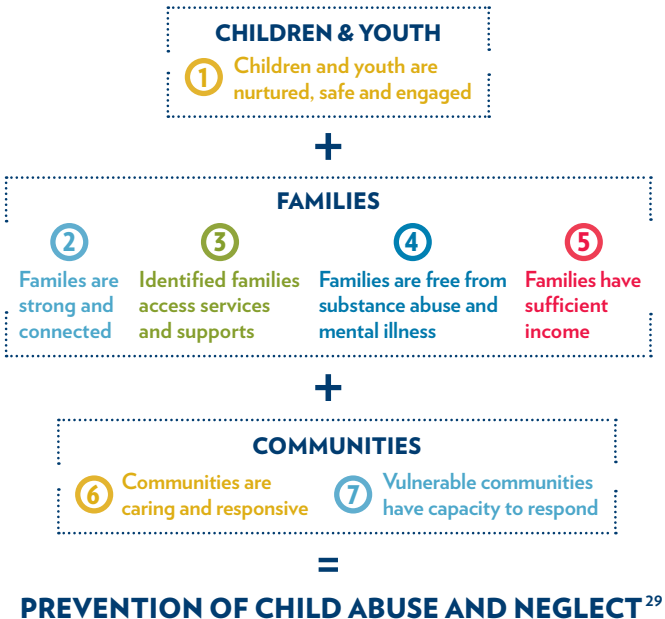 CHILDREN & YOUTH
1
Children and youth are
nurtured, safe and engaged
+
FAMILIES
2
Familes are
strong and
connected
3
Identified families
access services
and supports
4
Families are free from
substance abuse and
mental illness
5
Families have
sufficient
income
+
COMMUNITIES
6
Communities are
caring and responsive
7
Vulnerable communities
have capacity to respond
=
PREVENTION OF CHILD ABUSE AND NEGLECT²⁹